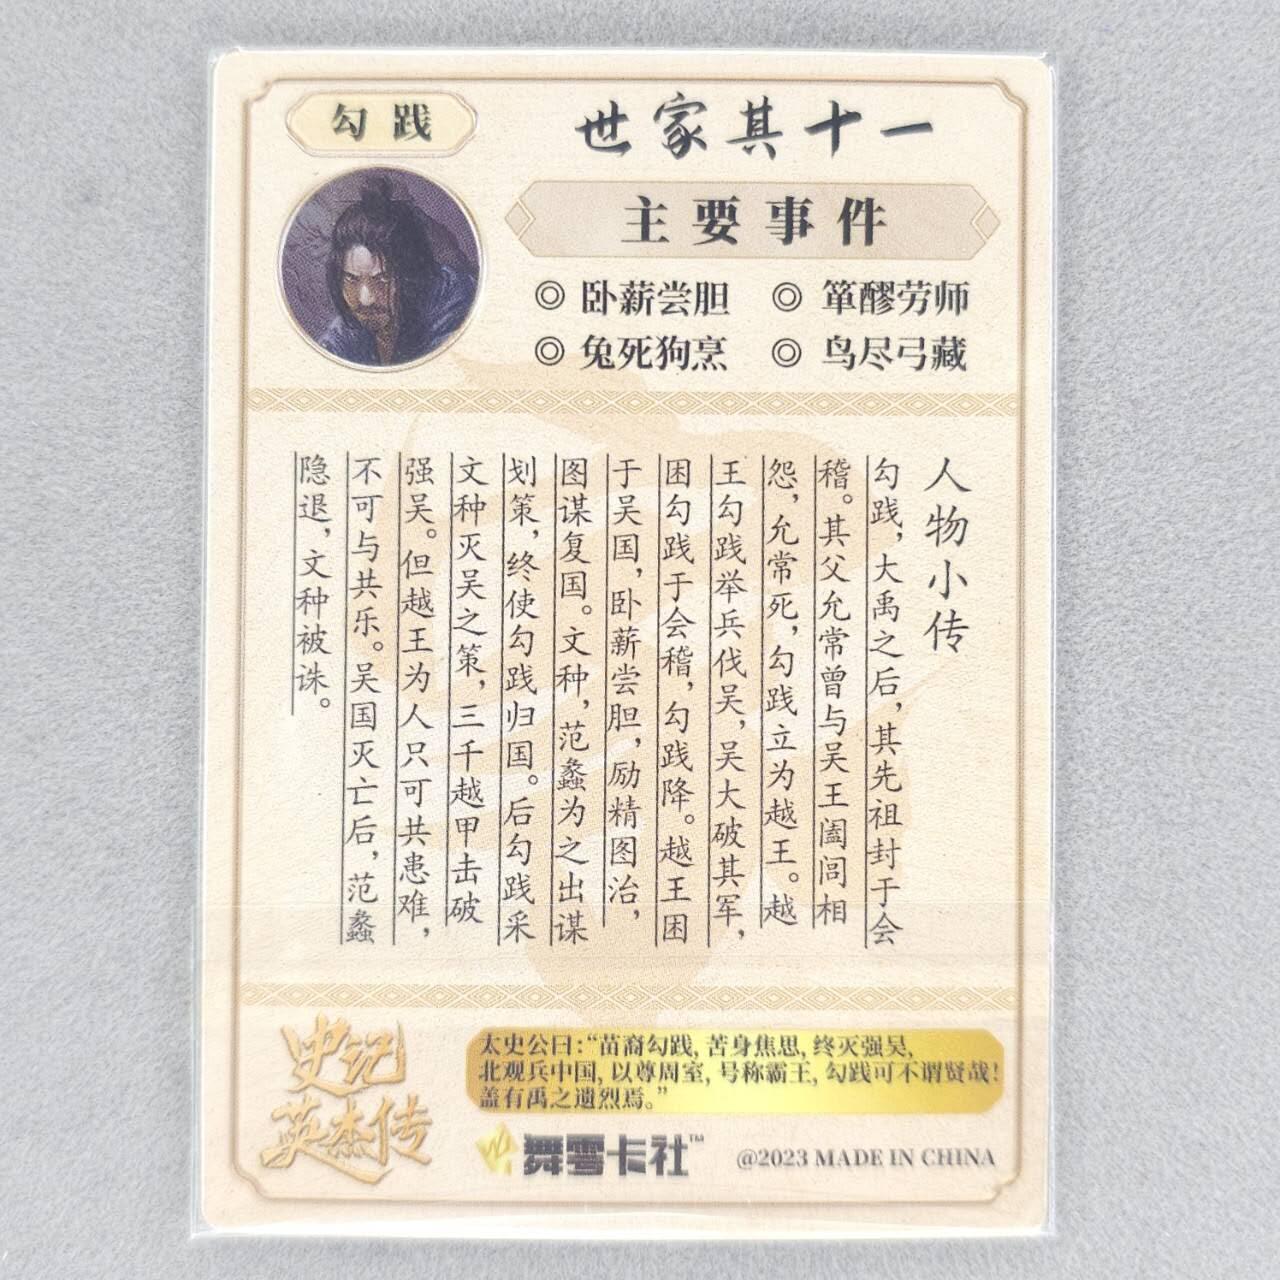 勾践
世家其十一
主要事件
◎ 卧薪尝胆 ◎ 箪醪劳师
◎ 兔死狗烹 ◎ 鸟尽弓藏
人物小传
勾践，大禹之后，其先祖封于会
稽。其父允常曾与吴王阖闾相
怨，允常死，勾践立为越王。越
王勾践举兵伐吴，吴大破其军，
困勾践于会稽，勾践降。越王困
于吴国，卧薪尝胆，励精图治，
图谋复国。文种，范蠡为之出谋
划策，终使勾践归国。后勾践采
文种灭吴之策，三千越甲击破
强吴。但越王为人只可共患难，
不可与共乐。吴国灭亡后，范蠡
隐退，文种被诛。
史记
英杰传
太史公曰：“苗裔勾践，苦身焦思，终灭强吴，
北观兵中国，以尊周室，号称霸王，勾践可不谓贤哉！
盖有禹之遗烈焉。”
舞雩卡社™
@2023 MADE IN CHINA